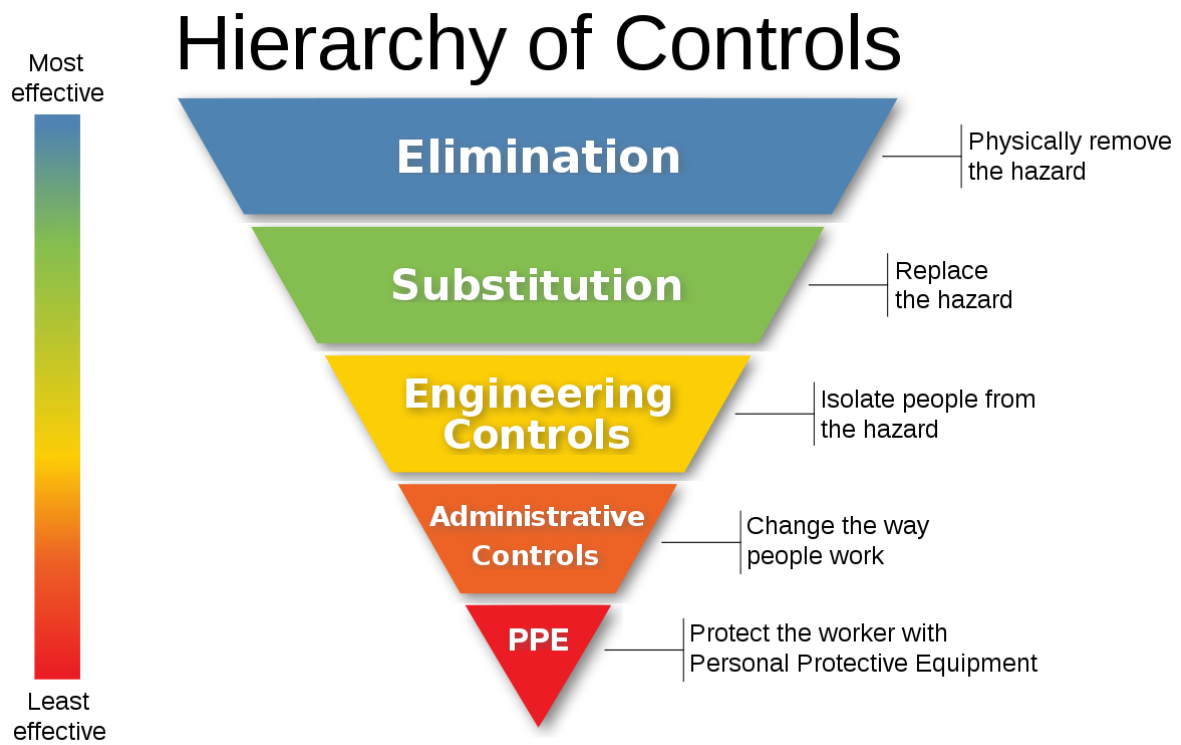 Hierarchy of Controls
Most
effective
Elimination
Physically remove
the hazard
Substitution
Replace
the hazard
Engineering
Controls
Isolate people from
the hazard
Administrative
Controls
Change the way
people work
PPE
Protect the worker with
Personal Protective Equipment
Least
effective